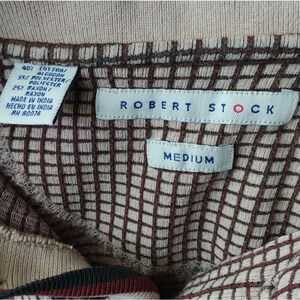 40% COTTON/
ALGODON
35% POLYESTER/
POLIESTER
25% RAYON/
RAYON
MADE IN INDIA
HECHO EN INDIA
RN 80076
ROBERT STOCK
MEDIUM